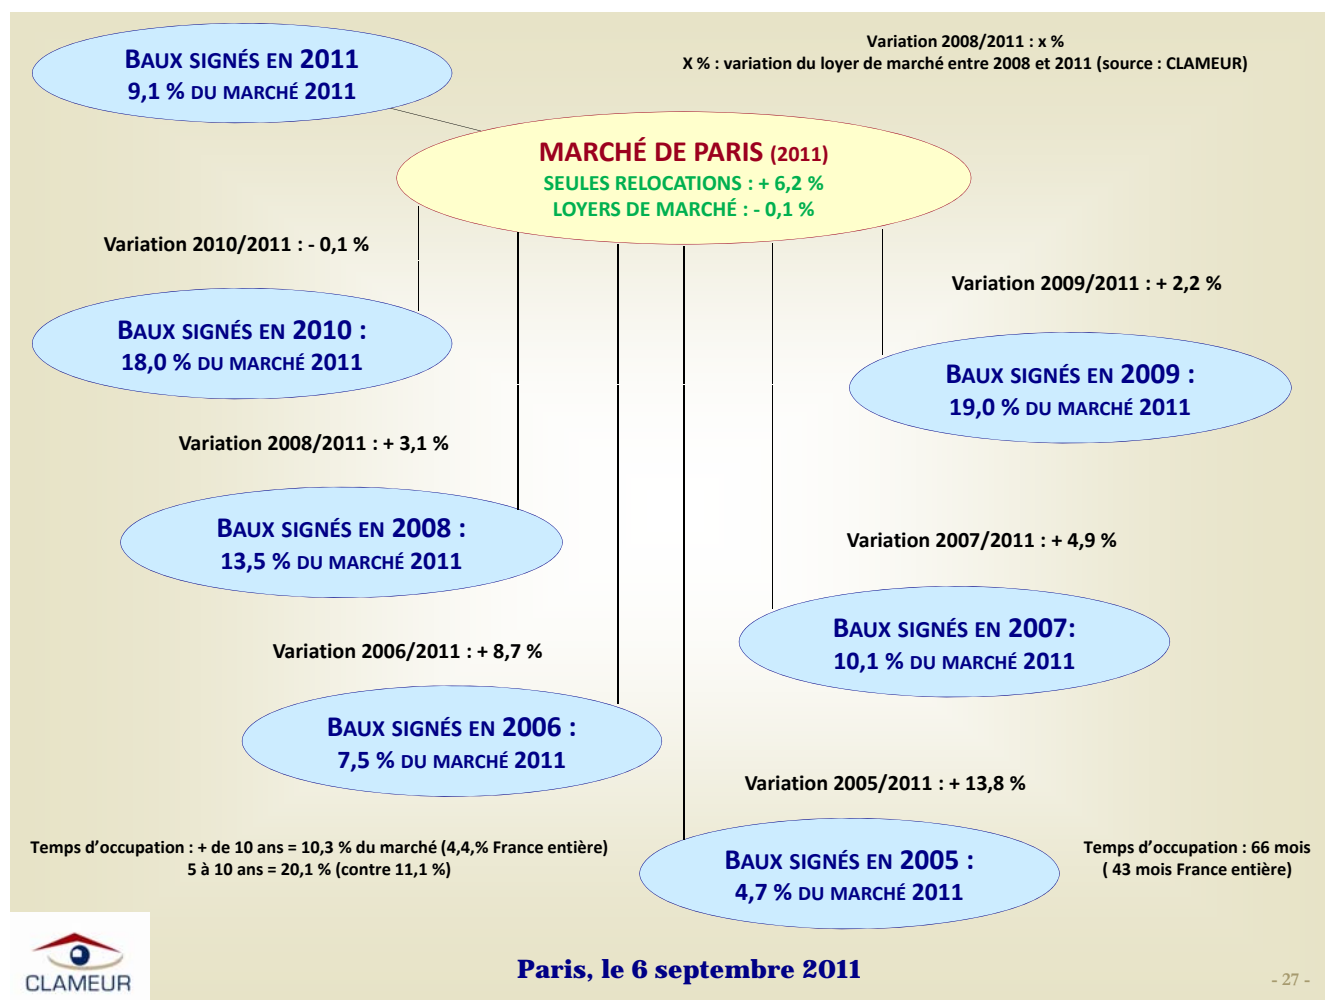 BAUX SIGNÉS EN 2011
9,1 % DU MARCHÉ 2011
Variation 2008/2011 : x %
X % : variation du loyer de marché entre 2008 et 2011 (source : CLAMEUR)
MARCHÉ DE PARIS (2011)
SEULES RELOCATIONS : + 6,2 %
LOYERS DE MARCHÉ : - 0,1 %
Variation 2010/2011 : - 0,1 %
BAUX SIGNÉS EN 2010 :
18,0 % DU MARCHÉ 2011
Variation 2009/2011 : + 2,2 %
BAUX SIGNÉS EN 2009 :
19,0 % DU MARCHÉ 2011
Variation 2008/2011 : + 3,1 %
BAUX SIGNÉS EN 2008 :
13,5 % DU MARCHÉ 2011
Variation 2007/2011 : + 4,9 %
BAUX SIGNÉS EN 2007:
10,1 % DU MARCHÉ 2011
Variation 2006/2011 : + 8,7 %
BAUX SIGNÉS EN 2006 :
7,5 % DU MARCHÉ 2011
Variation 2005/2011 : + 13,8 %
BAUX SIGNÉS EN 2005 :
4,7 % DU MARCHÉ 2011
Temps d’occupation : + de 10 ans = 10,3 % du marché (4,4,% France entière)
5 à 10 ans = 20,1 % (contre 11,1 %)
Temps d’occupation : 66 mois
( 43 mois France entière)
CLAMEUR
Paris, le 6 septembre 2011
- 27 -